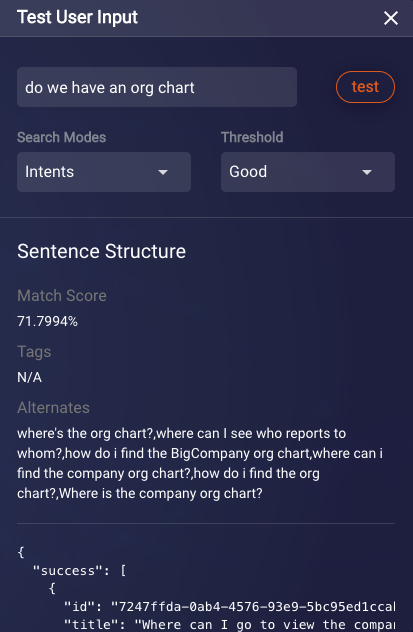 Test User Input
do we have an org chart
test
Search Modes
Threshold
Intents
Good
Sentence Structure
Match Score
71.7994%
Tags
N/A
Alternates
where's the org chart?,where can I see who reports to
whom?,how do i find the BigCompany org chart,where can i
find the company org chart?,how do i find the org
chart?,Where is the company org chart?
{
"success": [
{
"id": "7247ffda-0ab4-4576-93e9-5bc95ed1cca
"title": "Where can I go to view the compa